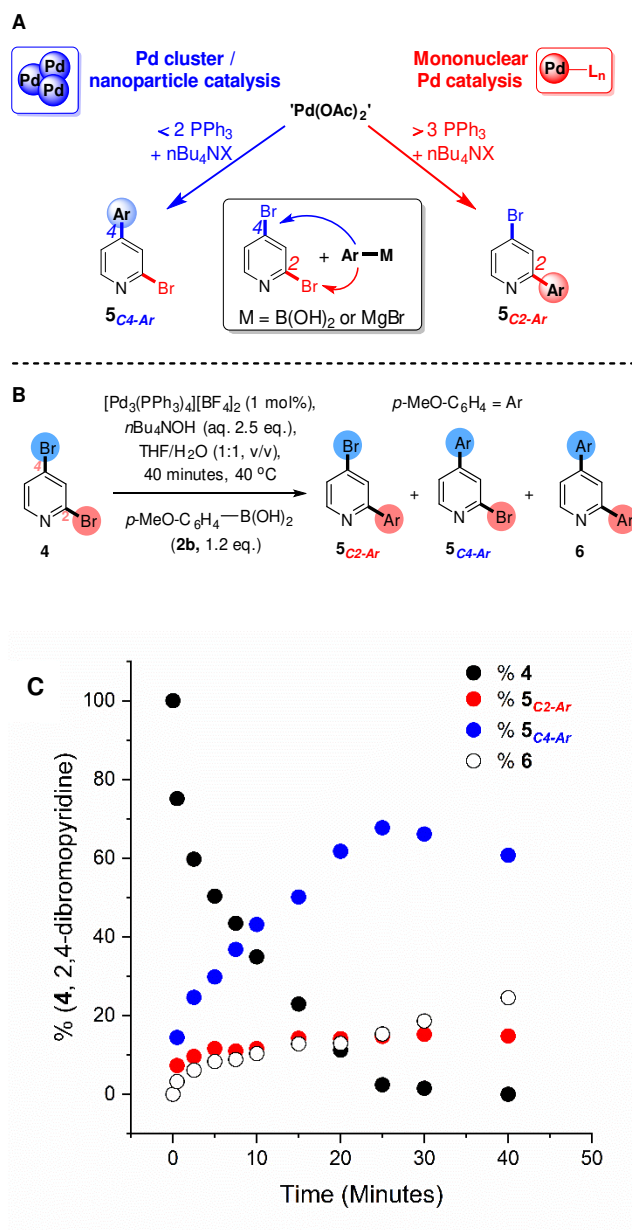 A
Pd
Pd
Pd
Pd cluster /
nanoparticle catalysis
Mononuclear
Pd catalysis
Pd—Ln
'Pd(OAc)2'
< 2 PPh3
+ nBu4NX
> 3 PPh3
+ nBu4NX
Ar
4
N
Br
5C4-Ar
Br
4
2
N
Br
+ Ar—M
M = B(OH)2 or MgBr
Br
2
N
Ar
5C2-Ar
B
[Pd3(PPh3)4][BF4]2 (1 mol%),
nBu4NOH (aq. 2.5 eq.),
THF/H2O (1:1, v/v),
40 minutes, 40 oC
p-MeO-C6H4—B(OH)2
(2b, 1.2 eq.)
p-MeO-C6H4 = Ar
Br
4
2
N
Br
4
Br
N
Ar
5C2-Ar
+
Ar
N
Br
5C4-Ar
+
Ar
N
Ar
6
C
% 4
% 5C2-Ar
% 5C4-Ar
% 6
% (4, 2,4-dibromopyridine)
100
80
60
40
20
0
0
10
20
30
40
50
Time (Minutes)